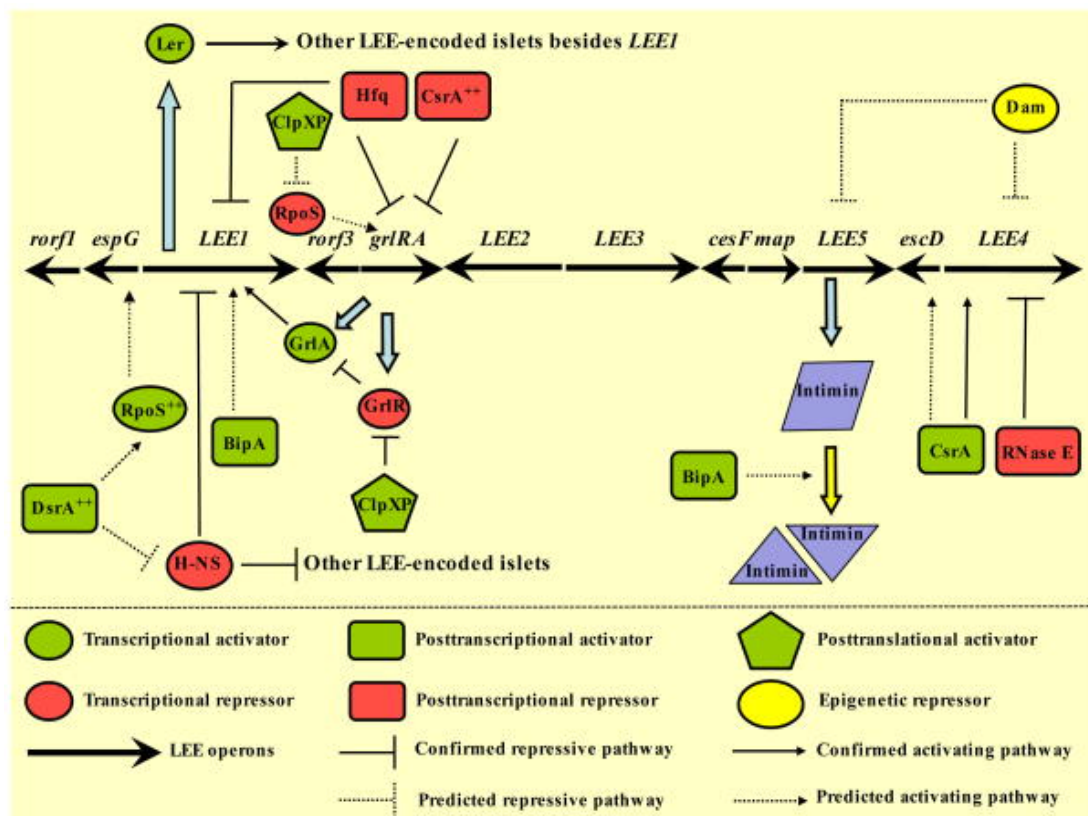 Ler
Other LEE-encoded islets besides LEE1
Hfq
CsrA++
ClpXP
Dam
RpoS
rorf1 espG LEE1 rorf3 grlRA LEE2 LEE3 cesF map LEE5 escD LEE4
GrlA
GrlR
RpoS++
BipA
Intimin
CsrA
RNase E
BipA
DsrA++
ClpXP
Intimin
Intimin
H-NS
Other LEE-encoded islets
Transcriptional activator
Posttranscriptional activator
Posttranslational activator
Transcriptional repressor
Posttranscriptional repressor
Epigenetic repressor
LEE operons
Confirmed repressive pathway
Confirmed activating pathway
Predicted repressive pathway
Predicted activating pathway